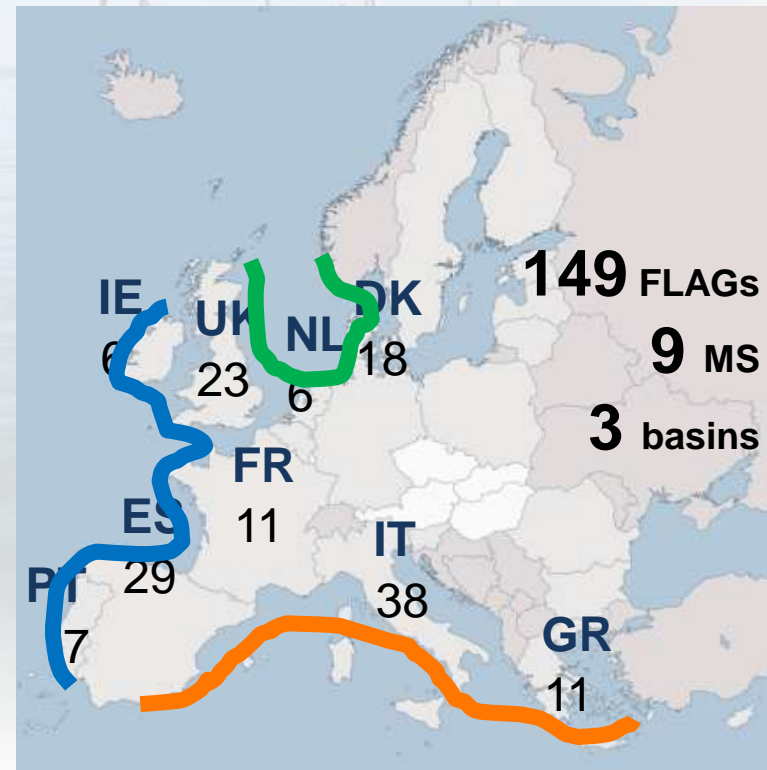 IE
6
UK
23
NL
6
DK
18
149 FLAGs
9 MS
3 basins
FR
11
ES
29
IT
38
PT
7
GR
11